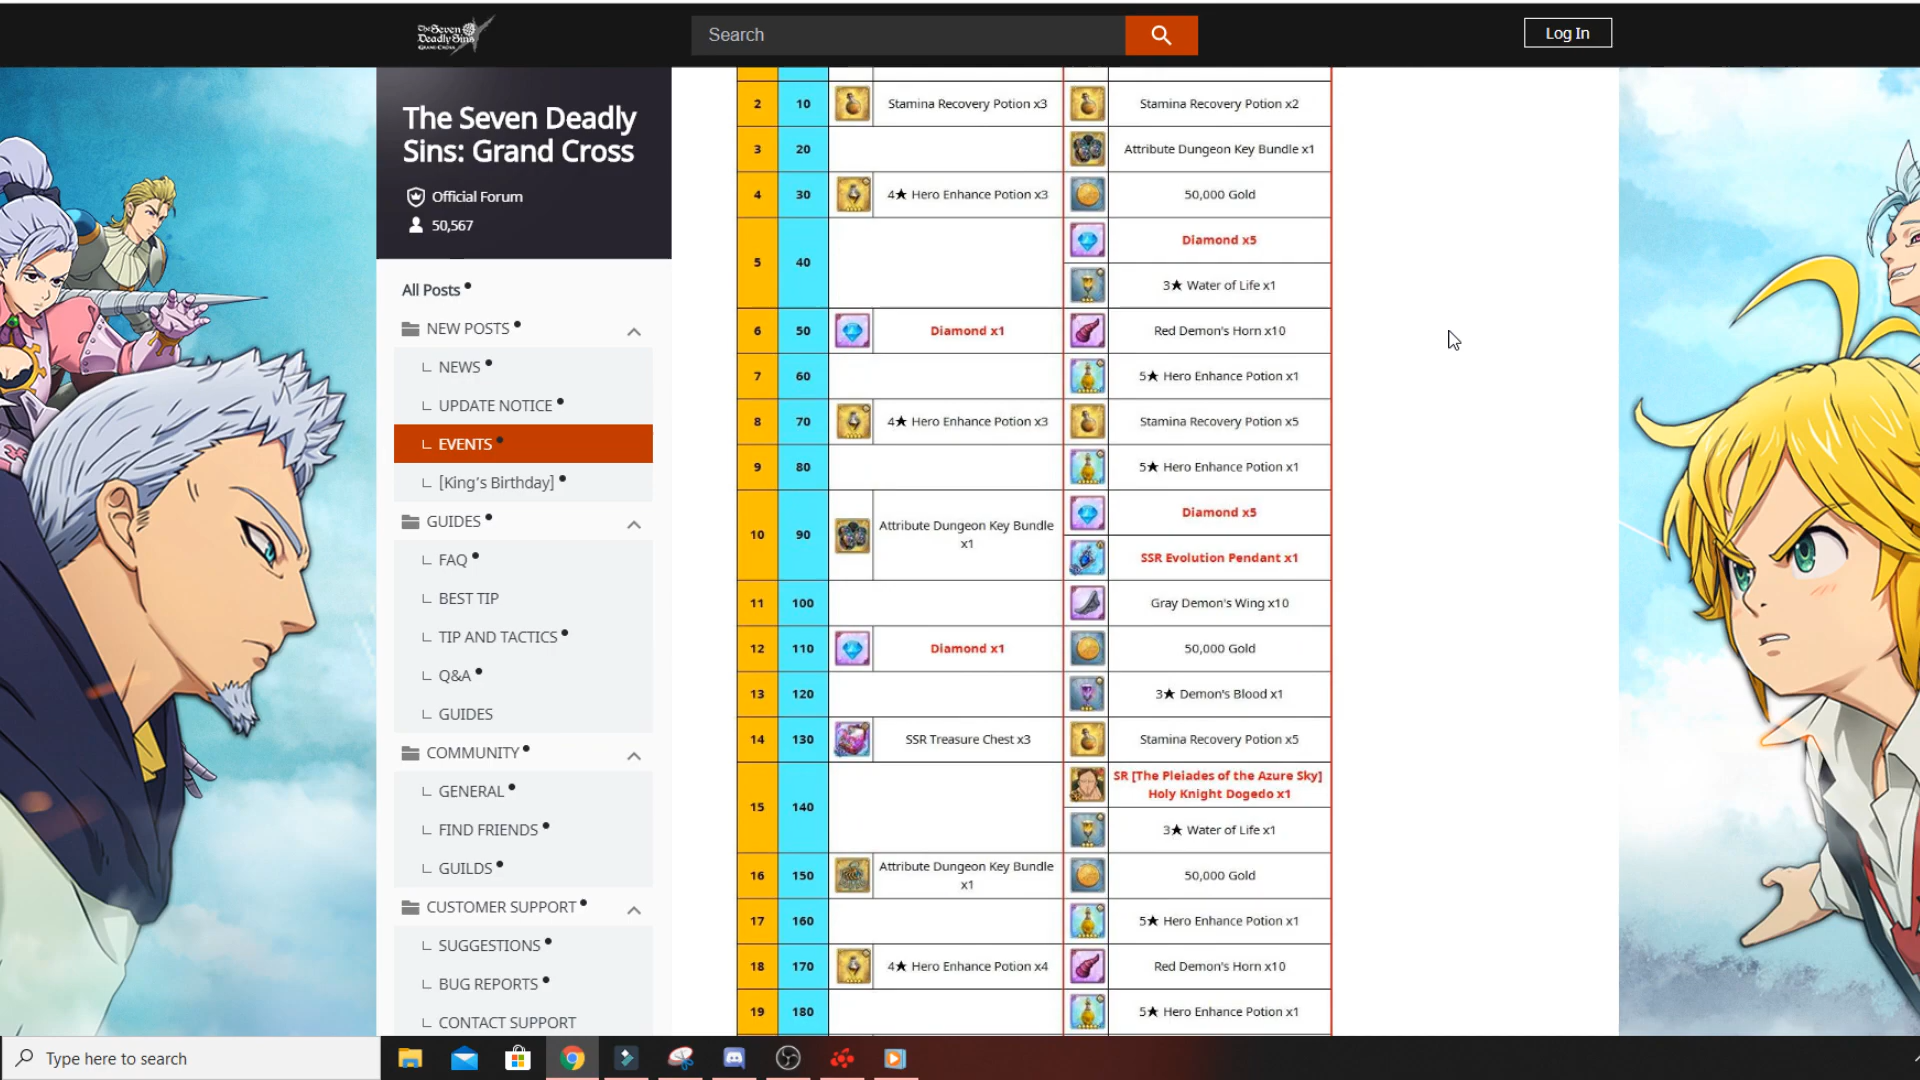 The Seven
Deadly Sins
GRAND CROSS
Search
Log In
The Seven Deadly
Sins: Grand Cross
Official Forum
50,567
All Posts
NEW POSTS
NEWS
UPDATE NOTICE
EVENTS
[King's Birthday]
GUIDES
FAQ
BEST TIP
TIP AND TACTICS
Q&A
GUIDES
COMMUNITY
GENERAL
FIND FRIENDS
GUILDS
CUSTOMER SUPPORT
SUGGESTIONS
BUG REPORTS
CONTACT SUPPORT
2 10 Stamina Recovery Potion x3 Stamina Recovery Potion x2
3 20 Attribute Dungeon Key Bundle x1
4 30 4★ Hero Enhance Potion x3 50,000 Gold
5 40 Diamond x5
3★ Water of Life x1
6 50 Diamond x1 Red Demon's Horn x10
7 60 5★ Hero Enhance Potion x1
8 70 4★ Hero Enhance Potion x3 Stamina Recovery Potion x5
9 80 5★ Hero Enhance Potion x1
10 90 Attribute Dungeon Key Bundle
x1
Diamond x5
SSR Evolution Pendant x1
11 100 Gray Demon's Wing x10
12 110 Diamond x1 50,000 Gold
13 120 3★ Demon's Blood x1
14 130 SSR Treasure Chest x3 Stamina Recovery Potion x5
15 140 SR [The Pleiades of the Azure Sky]
Holy Knight Dogedo x1
3★ Water of Life x1
16 150 Attribute Dungeon Key Bundle
x1
50,000 Gold
17 160 5★ Hero Enhance Potion x1
18 170 4★ Hero Enhance Potion x4 Red Demon's Horn x10
19 180 5★ Hero Enhance Potion x1
Type here to search